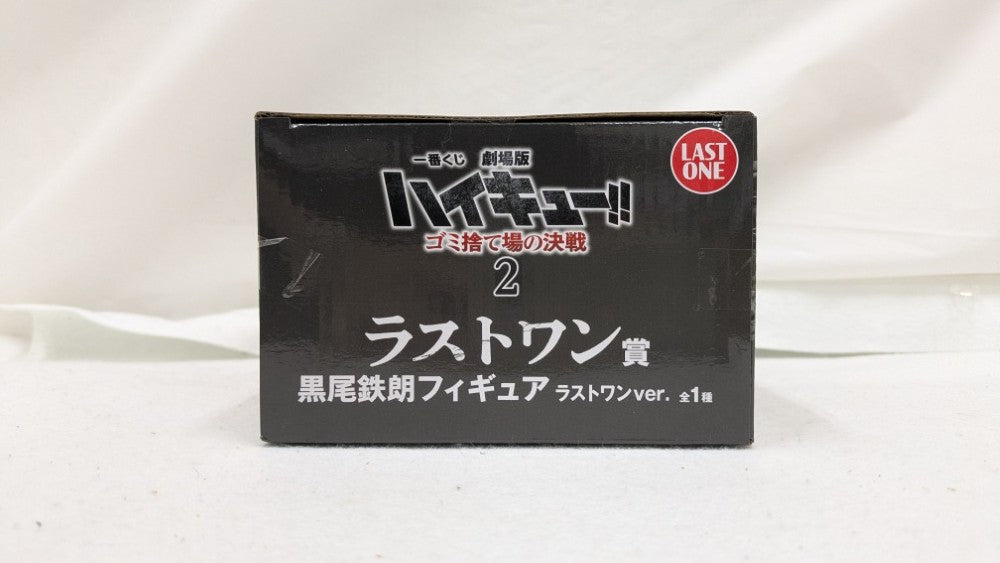 一番くじ 劇場版
ハイキュー!!
ゴミ捨て場の決戦
2
ラストワン賞
黒尾鉄朗フィギュア ラストワンver. 全1種
LAST
ONE